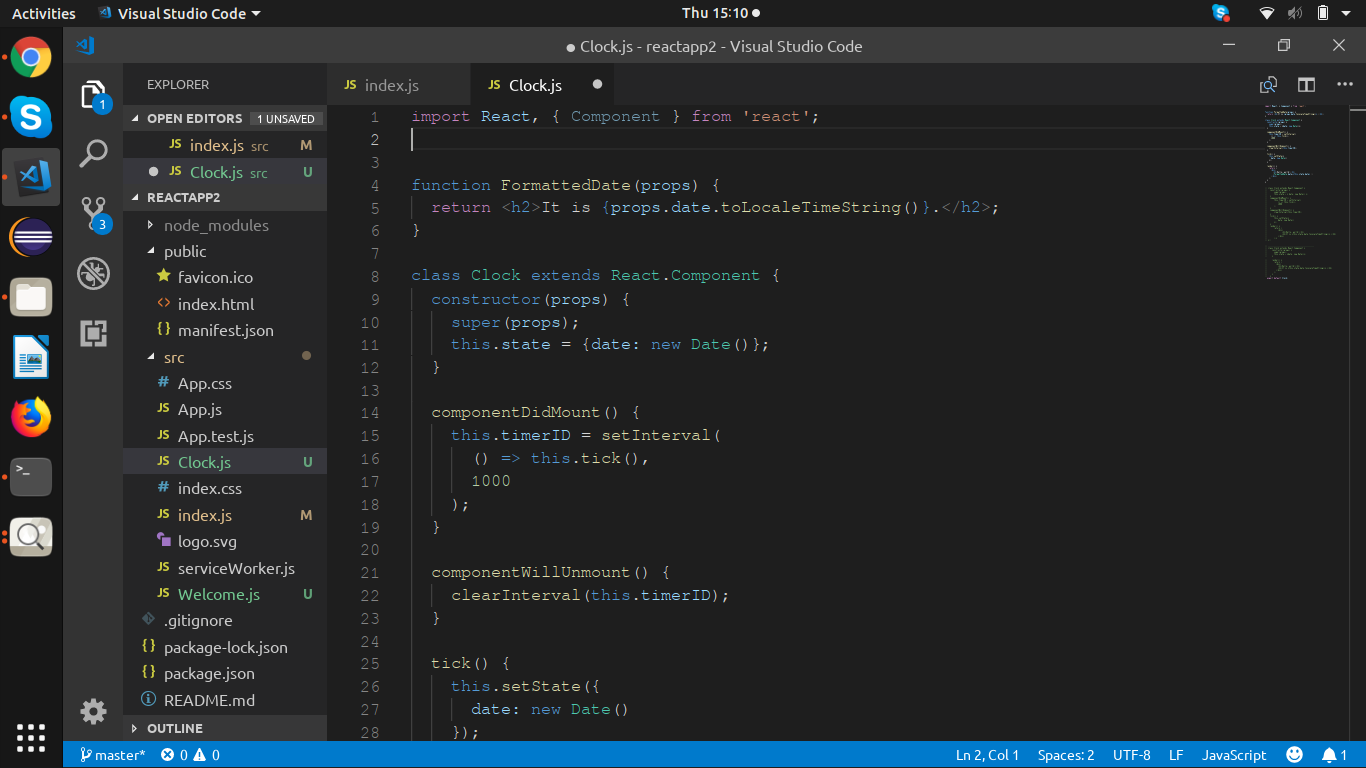 Activities
Visual Studio Code
Thu 15:10
● Clock.js - reactapp2 - Visual Studio Code
1
3
EXPLORER
OPEN EDITORS 1 UNSAVED
JS index.js src M
JS Clock.js src U
REACTAPP2
node_modules
public
favicon.ico
<> index.html
{} manifest.json
src
# App.css
JS App.js
JS App.test.js
JS Clock.js U
# index.css
JS index.js M
logo.svg
JS serviceWorker.js
JS Welcome.js U
.gitignore
{} package-lock.json
{} package.json
README.md
OUTLINE
JS index.js
JS Clock.js
1 import React, { Component } from 'react';
2
3
4 function FormattedDate(props) {
5 return <h2>It is {props.date.toLocaleTimeString()}.</h2>;
6 }
7
8 class Clock extends React.Component {
9 constructor(props) {
10 super(props);
11 this.state = {date: new Date()};
12 }
13
14 componentDidMount() {
15 this.timerID = setInterval(
16 () => this.tick(),
17 1000
18 );
19 }
20
21 componentWillUnmount() {
22 clearInterval(this.timerID);
23 }
24
25 tick() {
26 this.setState({
27 date: new Date()
28 });
master* 0 0
Ln 2, Col 1 Spaces: 2 UTF-8 LF JavaScript 1